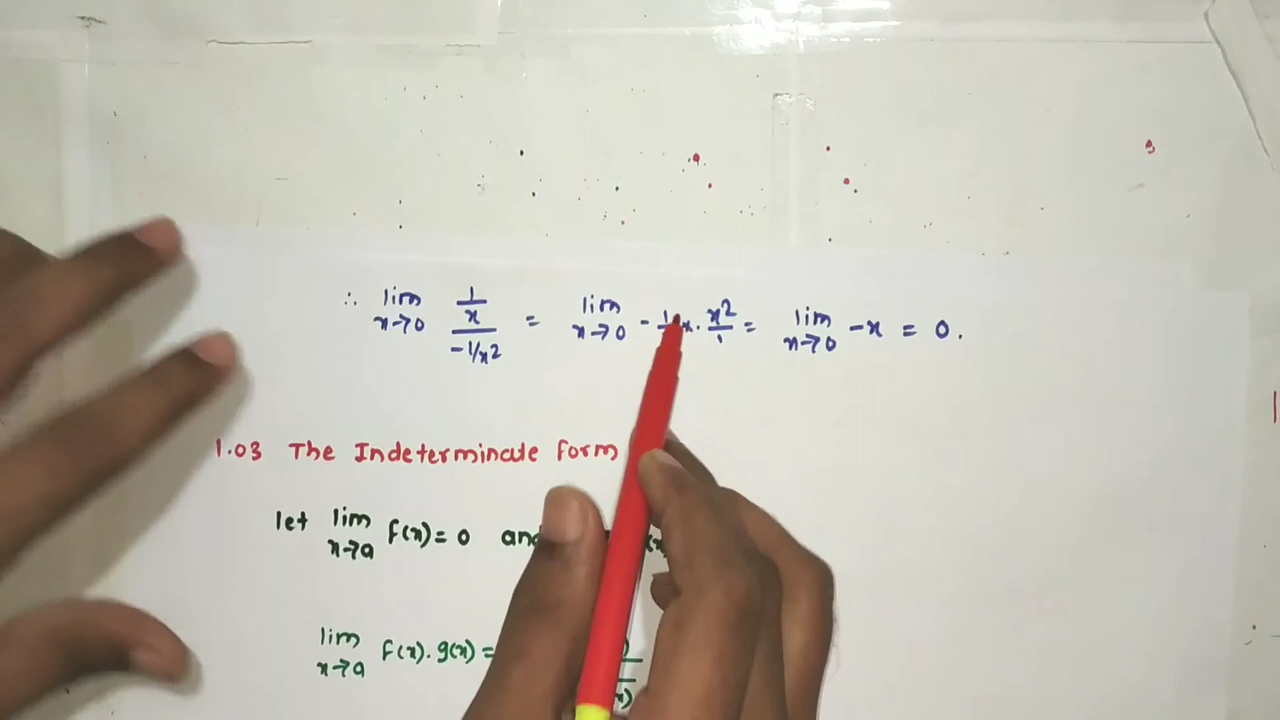 ∴ lim x→0 (1/x)/(-1/x²) = lim x→0 - 1/x · x²/1 = lim x→0 -x = 0.
1.03 The Indeterminate Form
let lim x→a f(x) = 0 and
lim x→a f(x). g(x) =